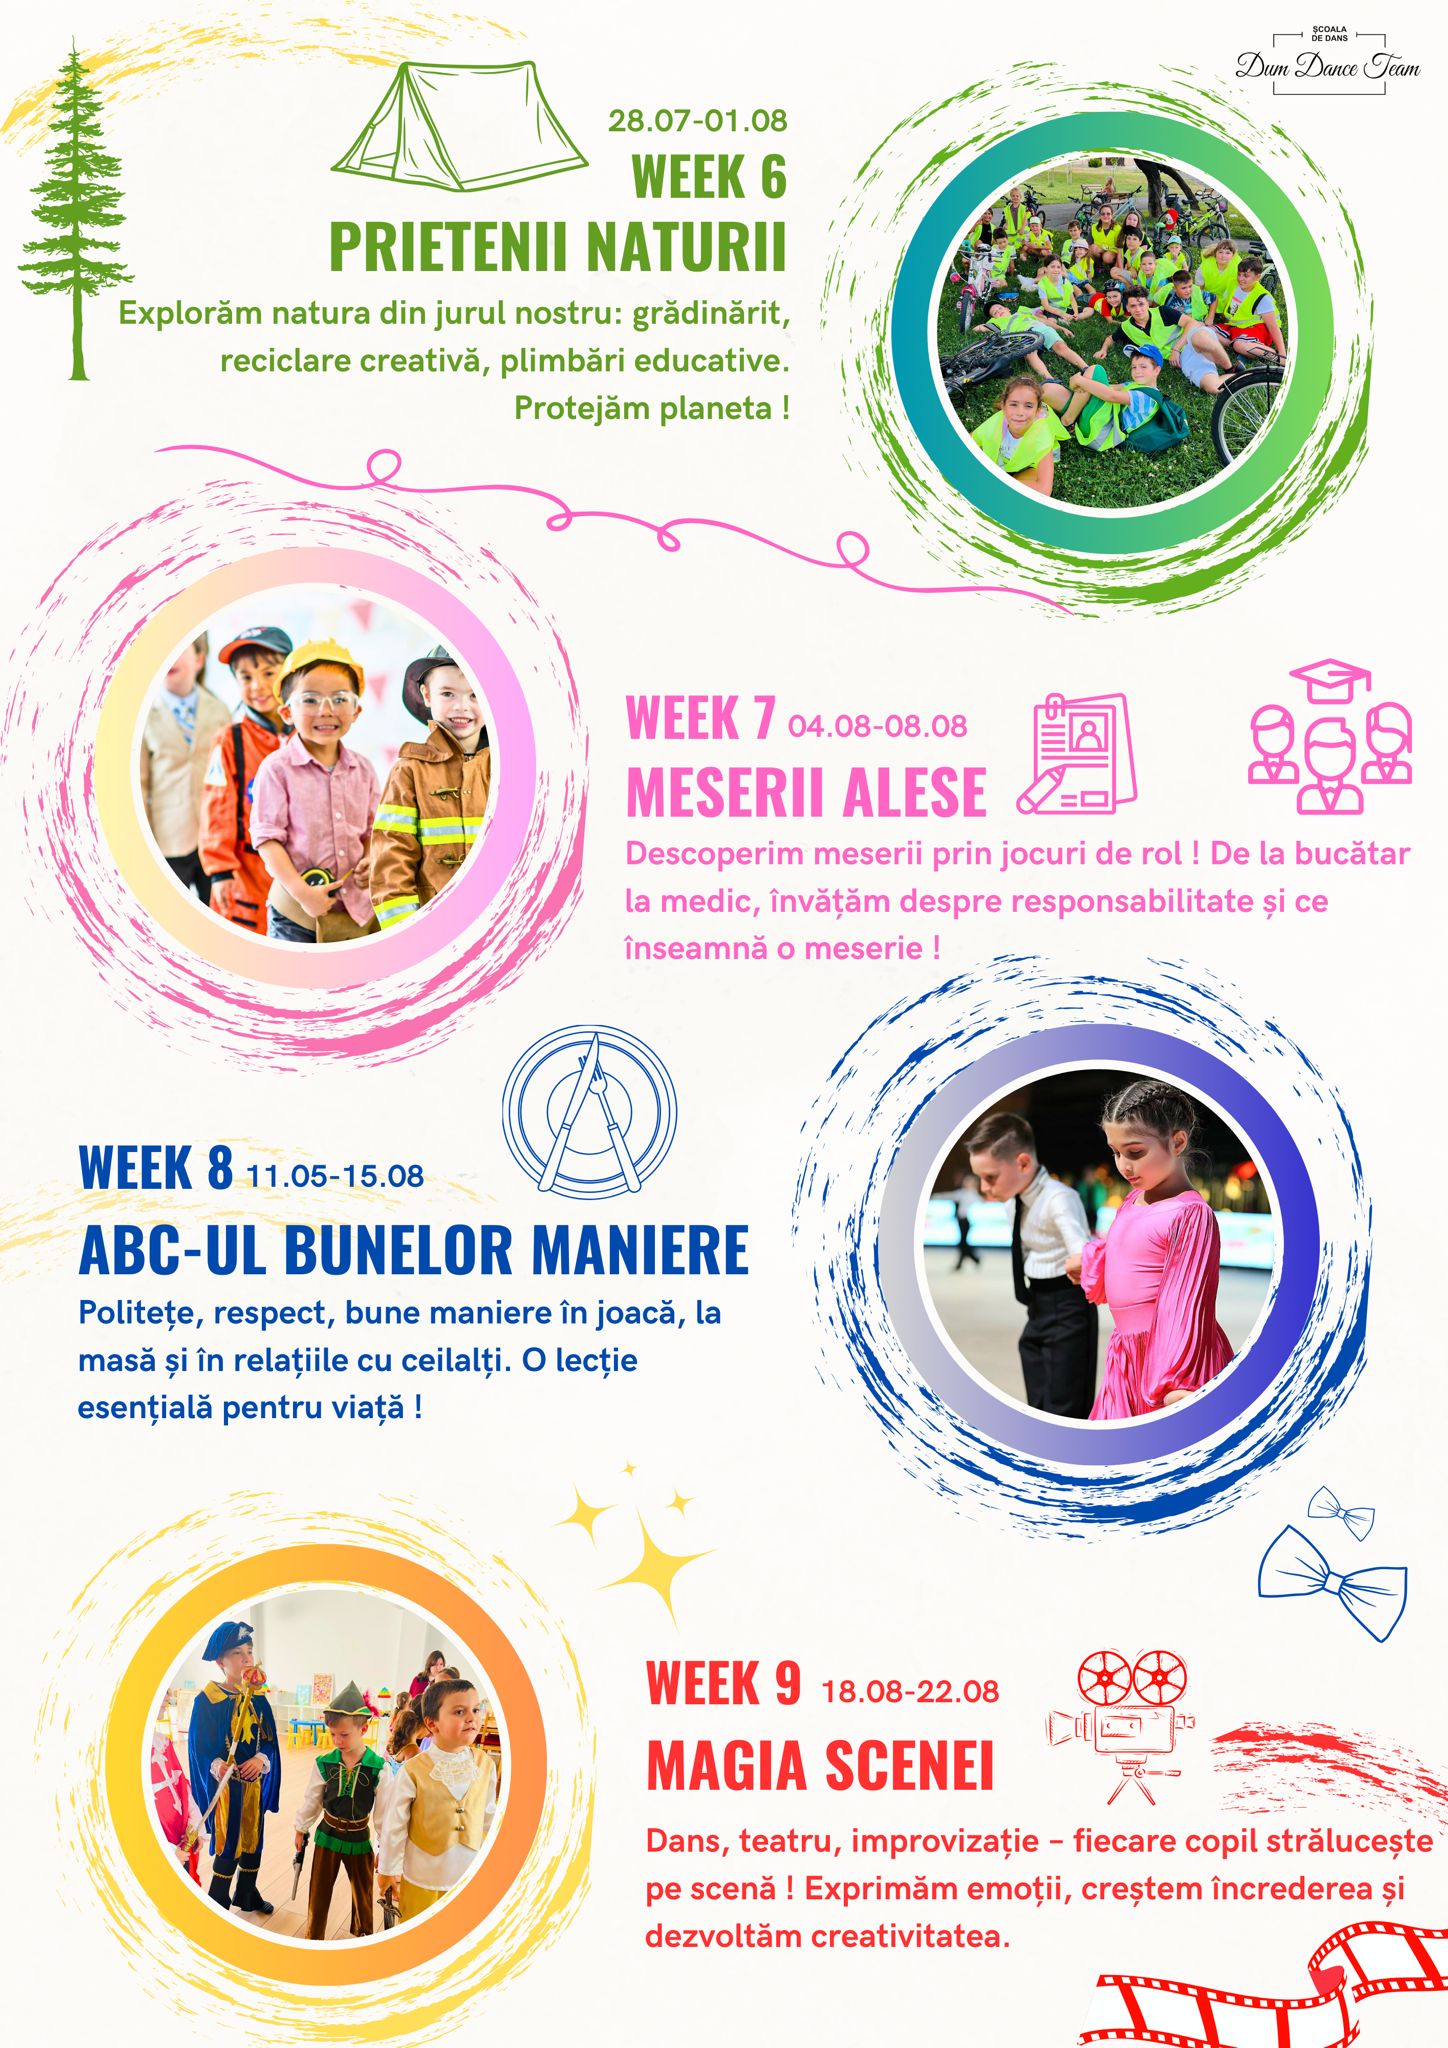 ȘCOALA
DE DANS
Dum Dance Team
28.07-01.08
WEEK 6
PRIETENII NATURII
Explorăm natura din jurul nostru: grădinărit,
reciclare creativă, plimbări educative.
Protejăm planeta !
WEEK 7 04.08-08.08
MESERII ALESE
Descoperim meserii prin jocuri de rol ! De la bucătar
la medic, învățăm despre responsabilitate și ce
înseamnă o meserie !
WEEK 8 11.05-15.08
ABC-UL BUNELOR MANIERE
Politețe, respect, bune maniere în joacă, la
masă și în relațiile cu ceilalți. O lecție
esențială pentru viață !
WEEK 9 18.08-22.08
MAGIA SCENEI
Dans, teatru, improvizație – fiecare copil strălucește
pe scenă ! Exprimăm emoții, creștem încrederea și
dezvoltăm creativitatea.